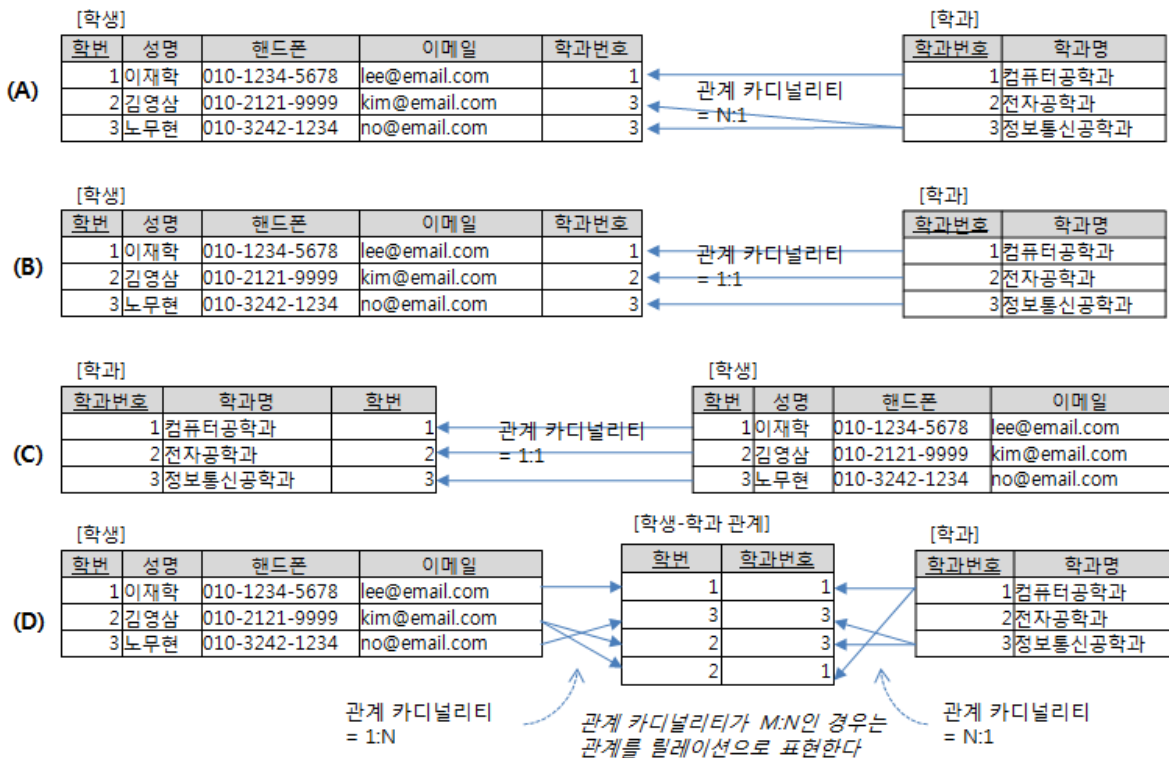 [학생] [학과]
학번 성명 핸드폰 이메일 학과번호 학과번호 학과명
(A)
1 이재학 010-1234-5678 lee@email.com 1 1 컴퓨터공학과
2 김영삼 010-2121-9999 kim@email.com 3 2 전자공학과
3 노무현 010-3242-1234 no@email.com 3 3 정보통신공학과
관계 카디널리티
= N:1
[학생] [학과]
학번 성명 핸드폰 이메일 학과번호 학과번호 학과명
(B)
1 이재학 010-1234-5678 lee@email.com 1 1 컴퓨터공학과
2 김영삼 010-2121-9999 kim@email.com 2 2 전자공학과
3 노무현 010-3242-1234 no@email.com 3 3 정보통신공학과
관계 카디널리티
= 1:1
[학과] [학생]
학과번호 학과명 학번 학번 성명 핸드폰 이메일
(C)
1 컴퓨터공학과 1 1 이재학 010-1234-5678 lee@email.com
2 전자공학과 2 2 김영삼 010-2121-9999 kim@email.com
3 정보통신공학과 3 3 노무현 010-3242-1234 no@email.com
관계 카디널리티
= 1:1
[학생] [학생-학과 관계] [학과]
학번 성명 핸드폰 이메일 학번 학과번호 학과번호 학과명
(D)
1 이재학 010-1234-5678 lee@email.com 1 1 1 컴퓨터공학과
2 김영삼 010-2121-9999 kim@email.com 3 3 2 전자공학과
3 노무현 010-3242-1234 no@email.com 2 3 3 정보통신공학과
2 1
관계 카디널리티
= 1:N
관계 카디널리티가 M:N인 경우는
관계를 릴레이션으로 표현한다
관계 카디널리티
= N:1